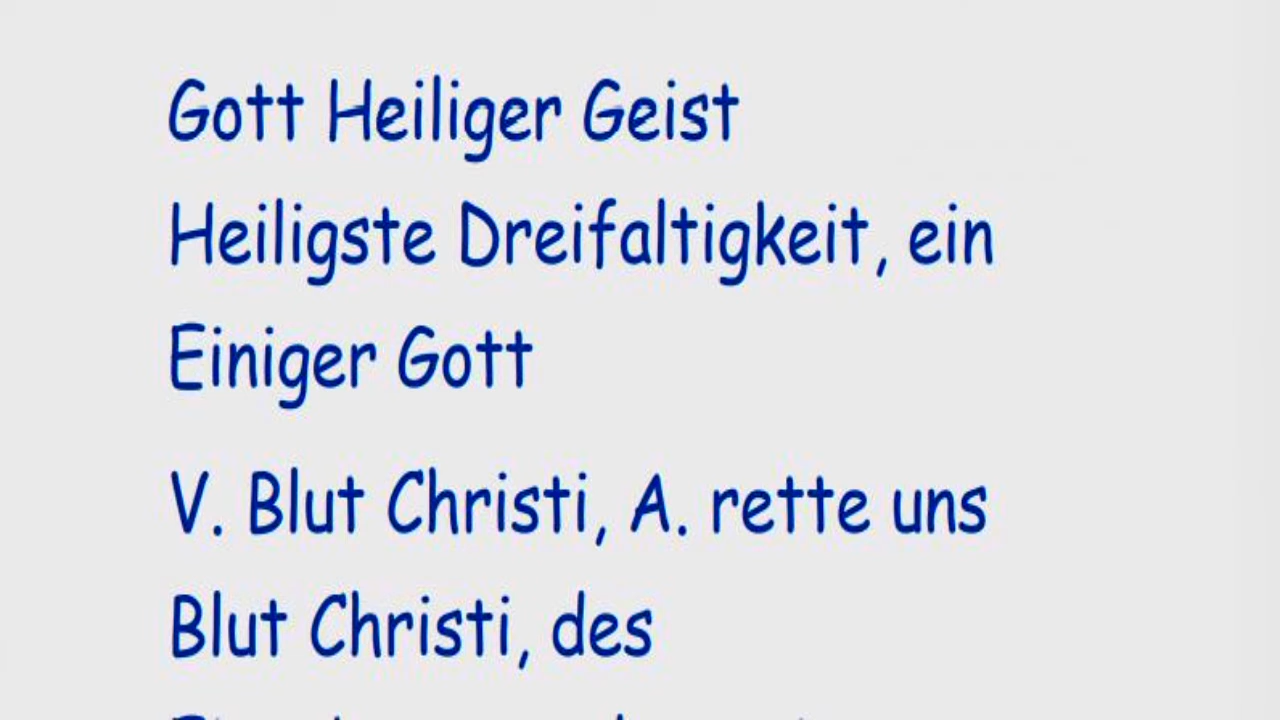 Gott Heiliger Geist
Heiligste Dreifaltigkeit, ein
Einiger Gott
V. Blut Christi, A. rette uns
Blut Christi, des